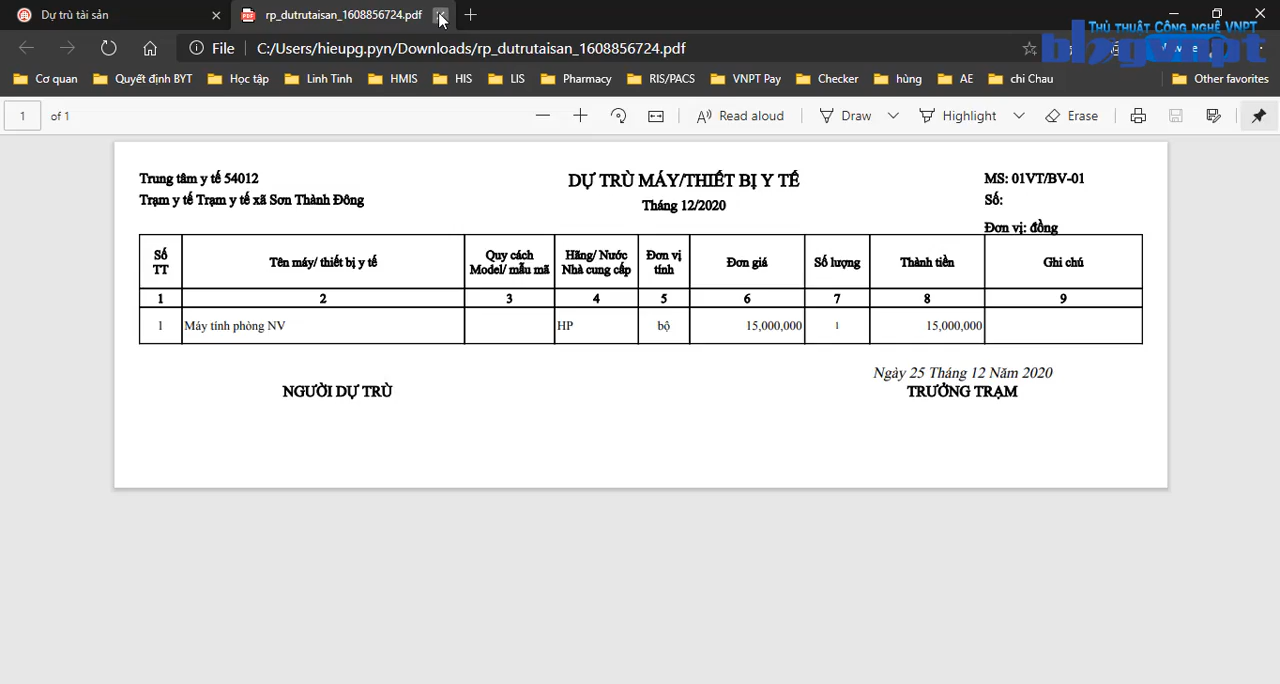 Dự trù tài sản
rp_dutrutaisan_1608856724.pdf
THỦ THUẬT CÔNG NGHỆ VNPT
blogvnpt
File
C:/Users/hieupg.pyn/Downloads/rp_dutrutaisan_1608856724.pdf
Cơ quan
Quyết định BYT
Học tập
Linh Tinh
HMIS
HIS
LIS
Pharmacy
RIS/PACS
VNPT Pay
Checker
hùng
AE
chi Chau
Other favorites
1 of 1
Read aloud
Draw
Highlight
Erase
Trung tâm y tế 54012
Trạm y tế Trạm y tế xã Sơn Thành Đông
DỰ TRÙ MÁY/THIẾT BỊ Y TẾ
Tháng 12/2020
MS: 01VT/BV-01
Số:
Đơn vị: đồng
Số TT
Tên máy/ thiết bị y tế
Quy cách Model/ mẫu mã
Hãng/ Nước Nhà cung cấp
Đơn vị tính
Đơn giá
Số lượng
Thành tiền
Ghi chú
1 2 3 4 5 6 7 8 9
1 Máy tính phòng NV HP bộ 15,000,000 1 15,000,000
Ngày 25 Tháng 12 Năm 2020
NGƯỜI DỰ TRÙ
TRƯỞNG TRẠM